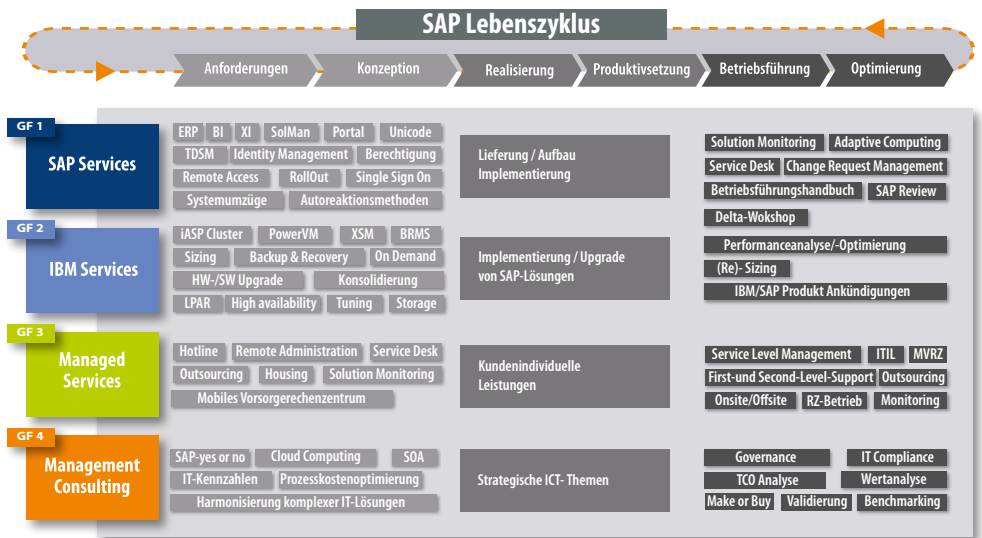 SAP Lebenszyklus
Anforderungen Konzeption Realisierung Produktivsetzung Betriebsführung Optimierung
GF 1
SAP Services
ERP BI XI SolMan Portal Unicode
TDSM Identity Management Berechtigung
Remote Access RollOut Single Sign On
Systemumzüge Autoreaktionsmethoden
Lieferung / Aufbau
Implementierung
Solution Monitoring Adaptive Computing
Service Desk Change Request Management
Betriebsführungshandbuch SAP Review
Delta-Wokshop
GF 2
IBM Services
iASP Cluster PowerVM XSM BRMS
Sizing Backup & Recovery On Demand
HW-/SW Upgrade Konsolidierung
LPAR High availability Tuning Storage
Implementierung / Upgrade
von SAP-Lösungen
Performanceanalyse/-Optimierung
(Re)- Sizing
IBM/SAP Produkt Ankündigungen
GF 3
Managed
Services
Hotline Remote Administration Service Desk
Outsourcing Housing Solution Monitoring
Mobiles Vorsorgerechenzentrum
Kundenindividuelle
Leistungen
Service Level Management ITIL MVRZ
First-und Second-Level-Support Outsourcing
Onsite/Offsite RZ-Betrieb Monitoring
GF 4
Management
Consulting
SAP-yes or no Cloud Computing SOA
IT-Kennzahlen Prozesskostenoptimierung
Harmonisierung komplexer IT-Lösungen
Strategische ICT- Themen
Governance IT Compliance
TCO Analyse Wertanalyse
Make or Buy Validierung Benchmarking